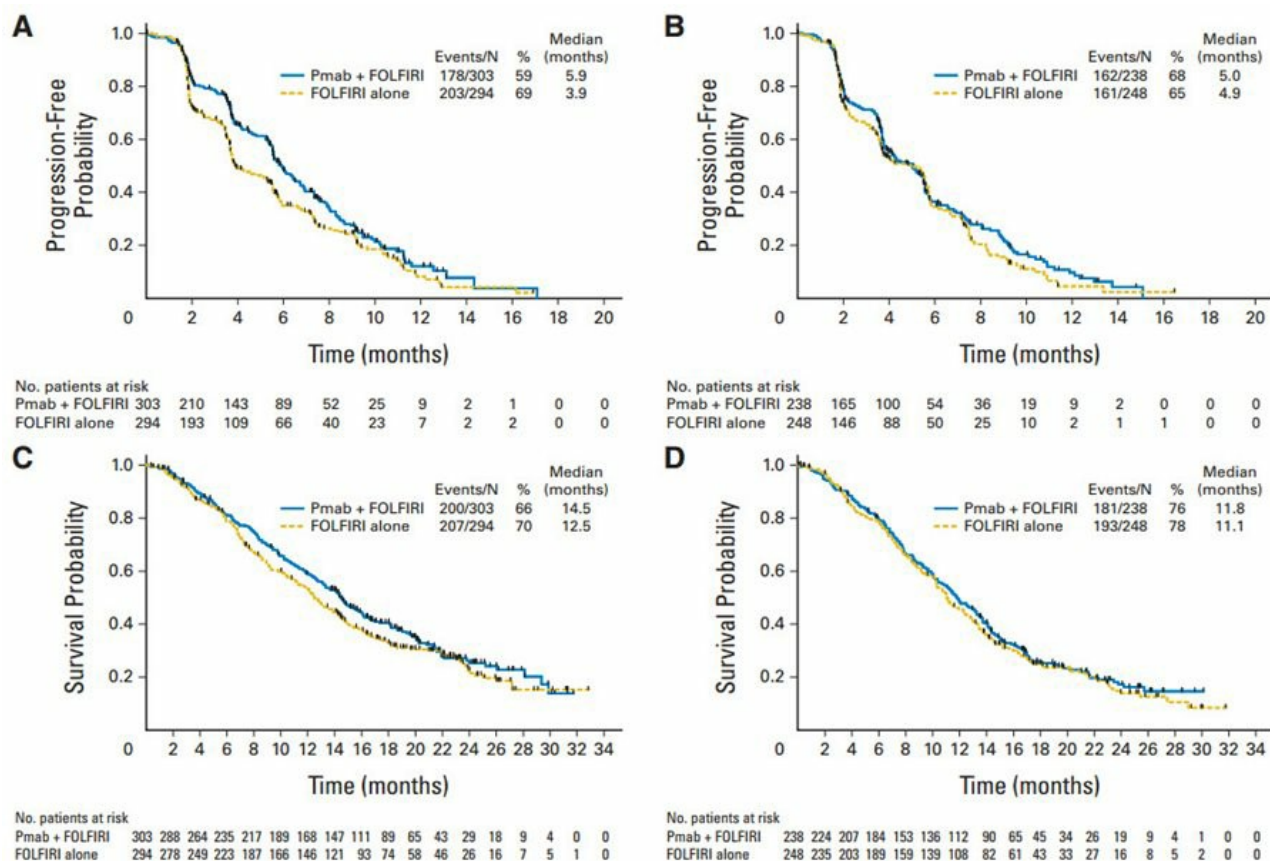 A
Events/N % Median (months)
Pmab + FOLFIRI 178/303 59 5.9
FOLFIRI alone 203/294 69 3.9
Progression-Free Probability
1.0
0.8
0.6
0.4
0.2
0 2 4 6 8 10 12 14 16 18 20
Time (months)
No. patients at risk
Pmab + FOLFIRI 303 210 143 89 52 25 9 2 1 0 0
FOLFIRI alone 294 193 109 66 40 23 7 2 2 0 0
B
Events/N % Median (months)
Pmab + FOLFIRI 162/238 68 5.0
FOLFIRI alone 161/248 65 4.9
Progression-Free Probability
1.0
0.8
0.6
0.4
0.2
0 2 4 6 8 10 12 14 16 18 20
Time (months)
No. patients at risk
Pmab + FOLFIRI 238 165 100 54 36 19 9 2 0 0 0
FOLFIRI alone 248 146 88 50 25 10 2 1 1 0 0
C
Events/N % Median (months)
Pmab + FOLFIRI 200/303 66 14.5
FOLFIRI alone 207/294 70 12.5
Survival Probability
1.0
0.8
0.6
0.4
0.2
0 2 4 6 8 10 12 14 16 18 20 22 24 26 28 30 32 34
Time (months)
No. patients at risk
Pmab + FOLFIRI 303 288 264 235 217 189 168 147 111 89 65 43 29 18 9 4 0 0
FOLFIRI alone 294 278 249 223 187 166 146 121 93 74 58 46 26 16 7 5 1 0
D
Events/N % Median (months)
Pmab + FOLFIRI 181/238 76 11.8
FOLFIRI alone 193/248 78 11.1
Survival Probability
1.0
0.8
0.6
0.4
0.2
0 2 4 6 8 10 12 14 16 18 20 22 24 26 28 30 32 34
Time (months)
No. patients at risk
Pmab + FOLFIRI 238 224 207 184 153 136 112 90 65 45 34 26 19 9 4 1 0 0
FOLFIRI alone 248 235 203 189 159 139 108 82 61 43 33 27 16 8 5 2 0 0